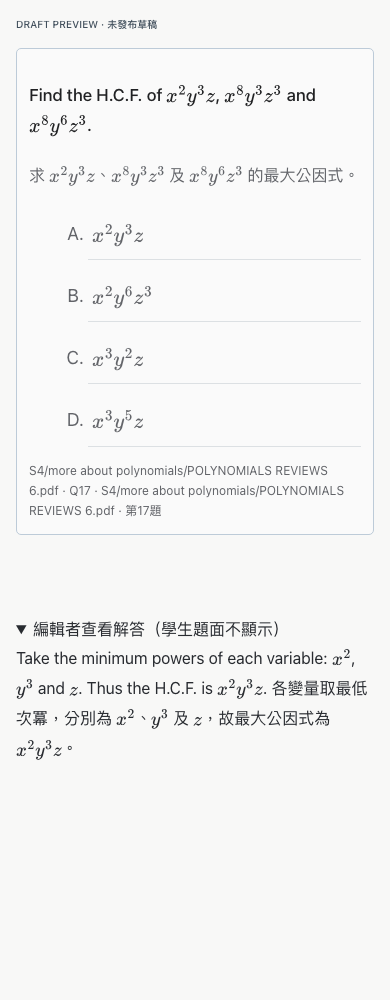 DRAFT PREVIEW · 未發布草稿
Find the H.C.F. of x²y³z, x⁸y³z³ and
x⁸y⁶z³.
求 x²y³z、x⁸y³z³ 及 x⁸y⁶z³ 的最大公因式。
A. x²y³z
B. x²y⁶z³
C. x³y²z
D. x³y⁵z
S4/more about polynomials/POLYNOMIALS REVIEWS
6.pdf · Q17 · S4/more about polynomials/POLYNOMIALS
REVIEWS 6.pdf · 第17題
▼ 編輯者查看解答（學生題面不顯示）
Take the minimum powers of each variable: x²,
y³ and z. Thus the H.C.F. is x²y³z. 各變量取最低
次冪，分別為 x²、y³ 及 z，故最大公因式為
x²y³z。